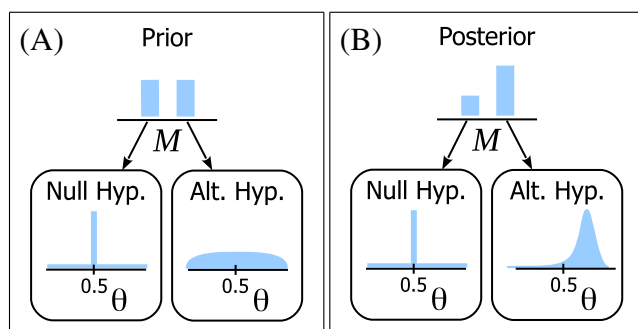 (A)
Prior
M
Null Hyp.
0.5
θ
Alt. Hyp.
0.5
θ
(B)
Posterior
M
Null Hyp.
0.5
θ
Alt. Hyp.
0.5
θ